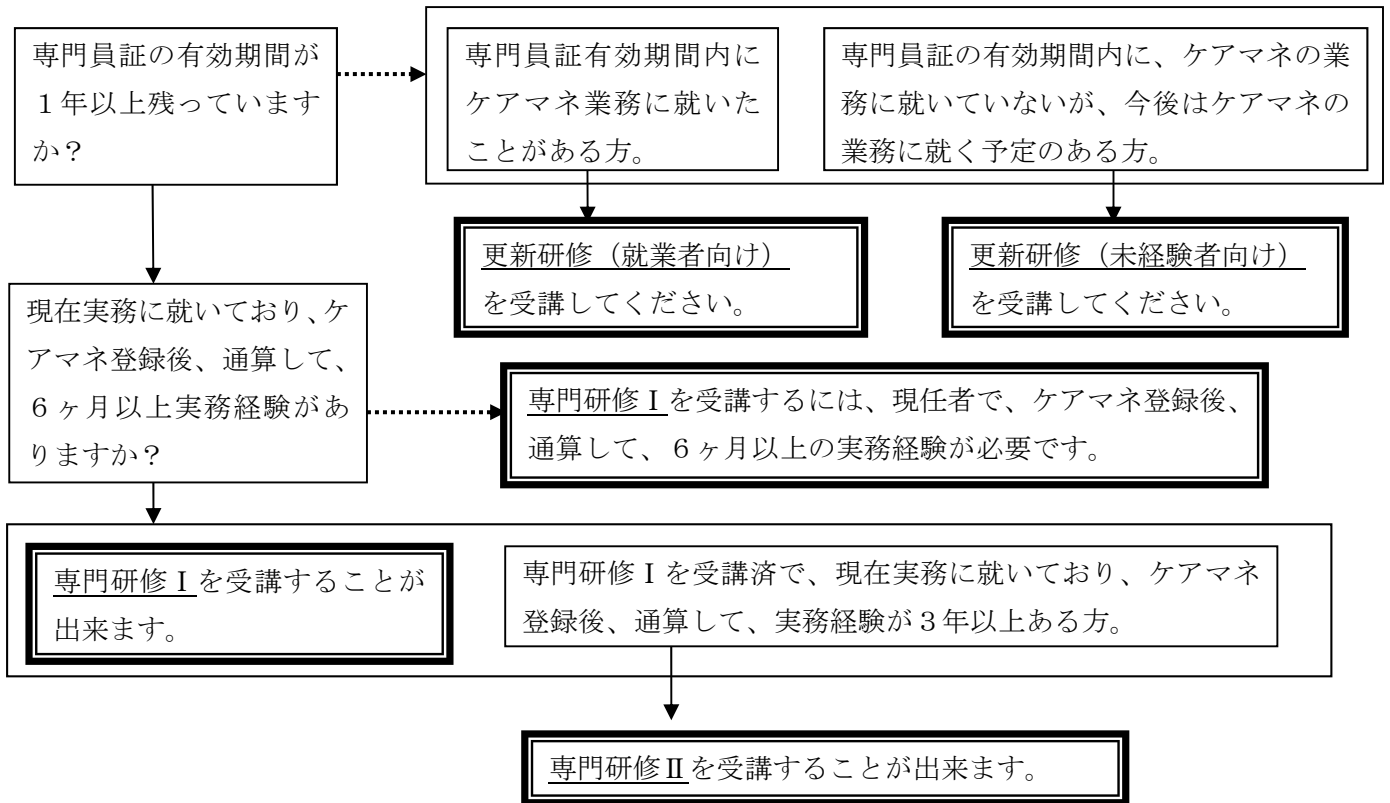 専門員証の有効期間が
１年以上残っています
か？
専門員証有効期間内に
ケアマネ業務に就いた
ことがある方。
専門員証の有効期間内に、ケアマネの業
務に就いていないが、今後はケアマネの
業務に就く予定のある方。
更新研修（就業者向け）
を受講してください。
更新研修（未経験者向け）
を受講してください。
現在実務に就いており、ケ
アマネ登録後、通算して、
６ヶ月以上実務経験があ
りますか？
専門研修Ⅰを受講するには、現任者で、ケアマネ登録後、
通算して、６ヶ月以上の実務経験が必要です。
専門研修Ⅰを受講することが
出来ます。
専門研修Ⅰを受講済で、現在実務に就いており、ケアマネ
登録後、通算して、実務経験が３年以上ある方。
専門研修Ⅱを受講することが出来ます。